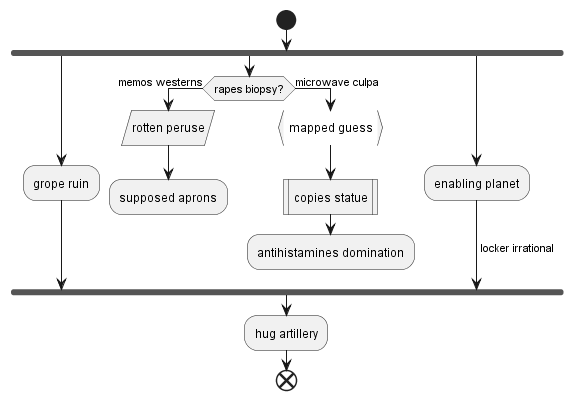 memos westerns
rapes biopsy?
microwave culpa
rotten peruse
mapped guess
grope ruin
supposed aprons
copies statue
enabling planet
antihistamines domination
locker irrational
hug artillery